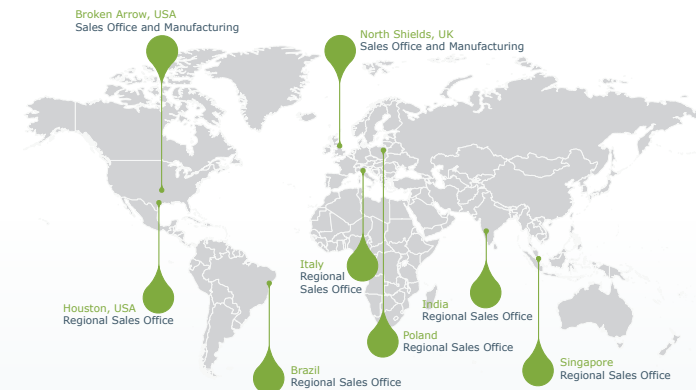 Broken Arrow, USA
Sales Office and Manufacturing
North Shields, UK
Sales Office and Manufacturing
Italy
Regional
Sales Office
Houston, USA
Regional Sales Office
India
Regional Sales Office
Poland
Regional Sales Office
Brazil
Regional Sales Office
Singapore
Regional Sales Office